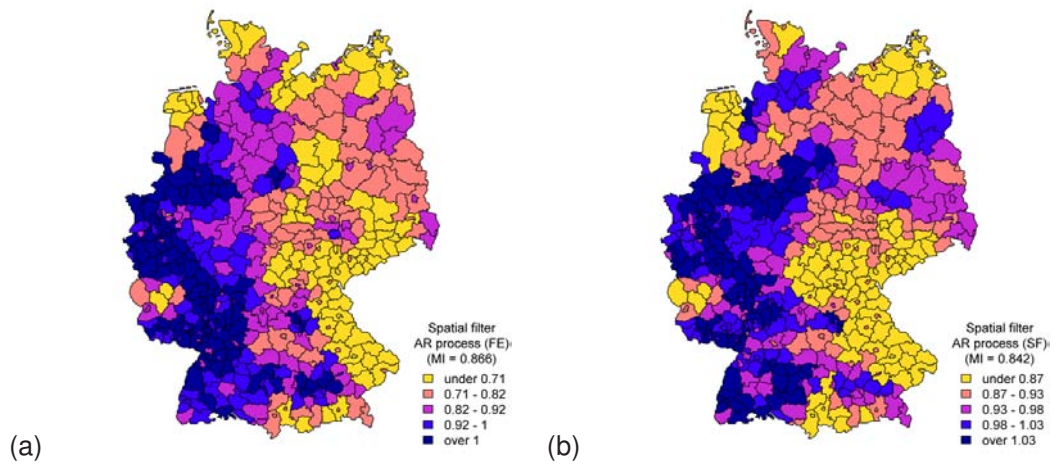 Spatial filter
AR process (FE)
(MI = 0.866)
under 0.71
0.71 - 0.82
0.82 - 0.92
0.92 - 1
over 1
(a)
Spatial filter
AR process (SF)
(MI = 0.842)
under 0.87
0.87 - 0.93
0.93 - 0.98
0.98 - 1.03
over 1.03
(b)